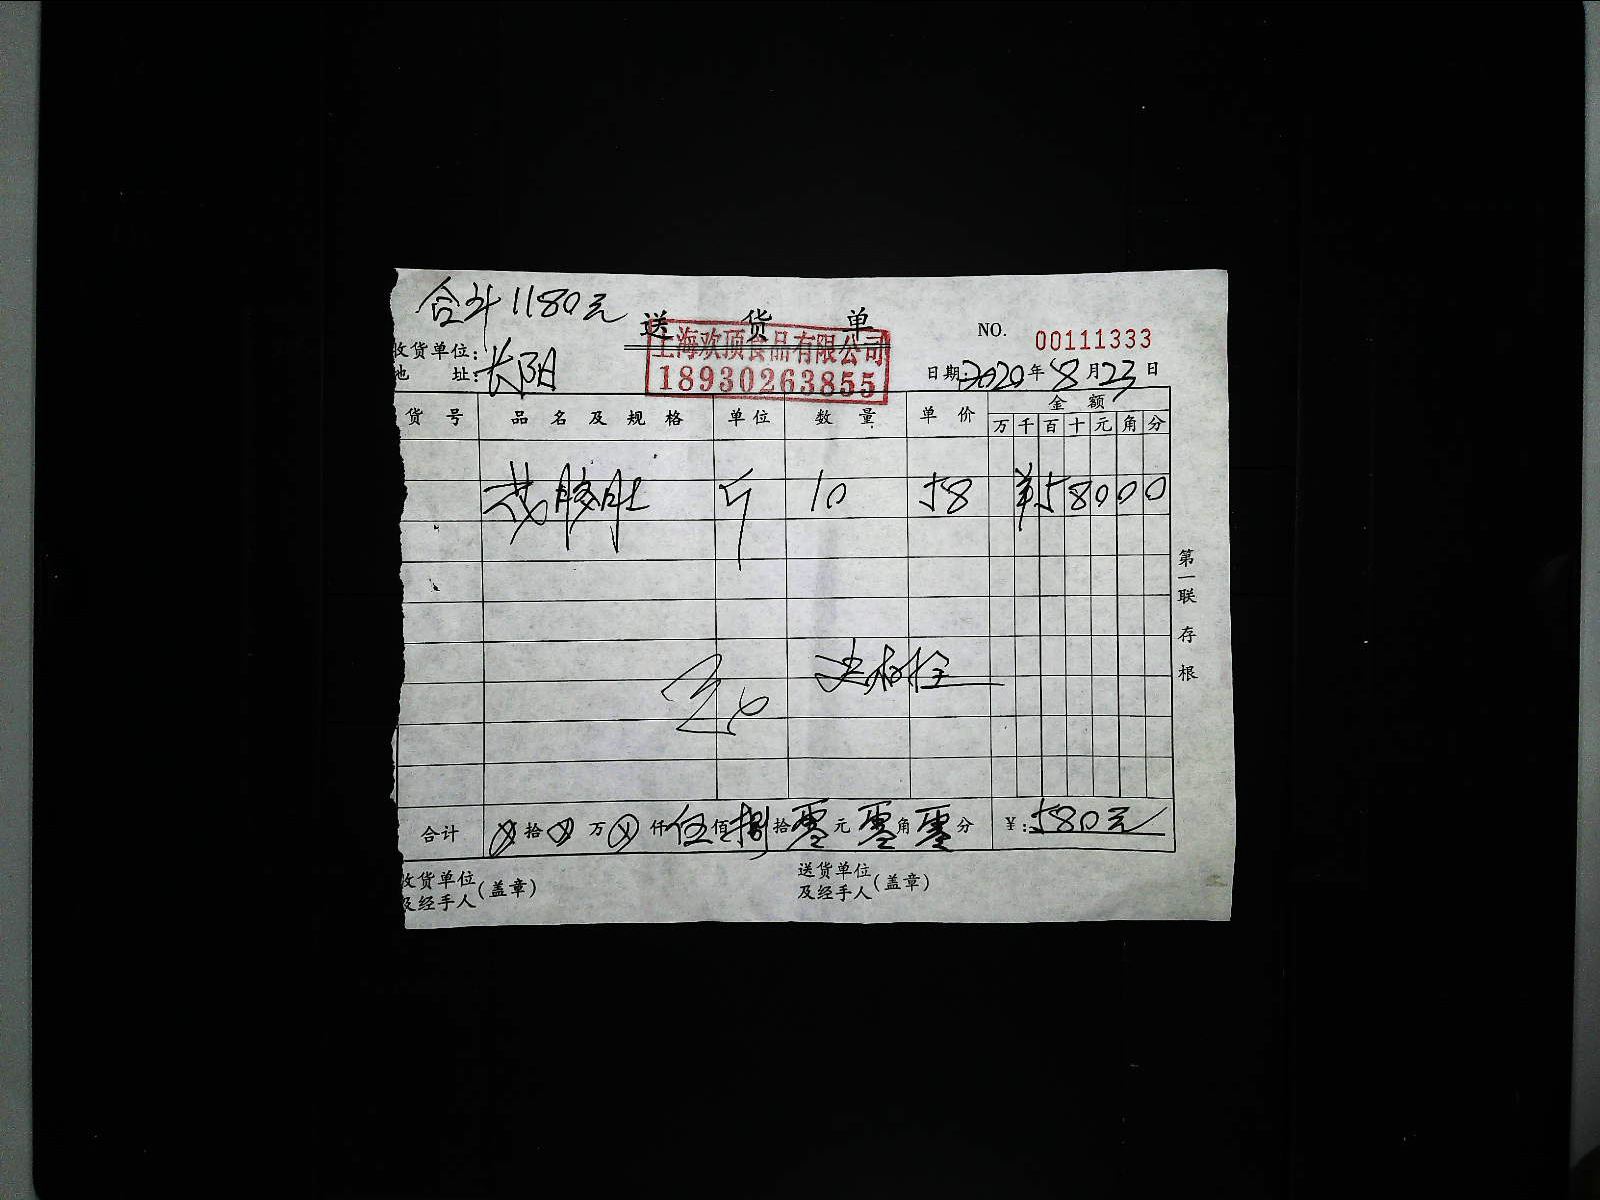 合计1180元
送 货 单
NO. 00111333
上海欢顶食品有限公司
18930263855
收货单位:
地 址: 长阳
日期: 2020年8月23日
货 号 品 名 及 规 格 单位 数 量 单 价 金 额
万 千 百 十 元 角 分
花胶肚 斤 10 58 ¥58000
第一联 存根
合计 拾 万 仟伍佰捌拾零元零角零分 ¥:580元
收货单位
及经手人(盖章)
送货单位
及经手人(盖章)